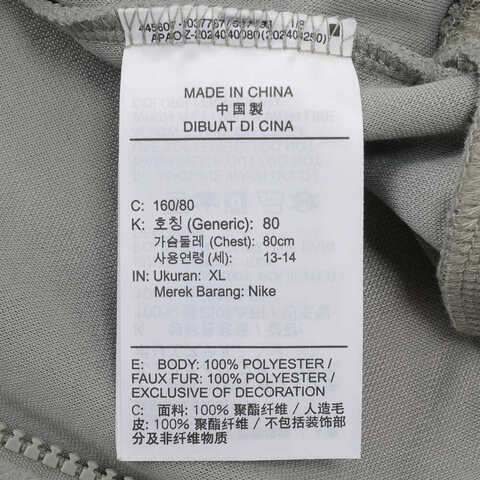 APAO Z-2024040080 (202404250)
MADE IN CHINA
中国製
DIBUAT DI CINA
C: 160/80
K: 호칭 (Generic): 80
가슴둘레 (Chest): 80cm
사용연령 (세): 13-14
IN: Ukuran: XL
Merek Barang: Nike
E: BODY: 100% POLYESTER /
FAUX FUR: 100% POLYESTER /
EXCLUSIVE OF DECORATION
C: 面料: 100% 聚酯纤维 / 人造毛
皮: 100% 聚酯纤维 / 不包括装饰部
分及非纤维物质